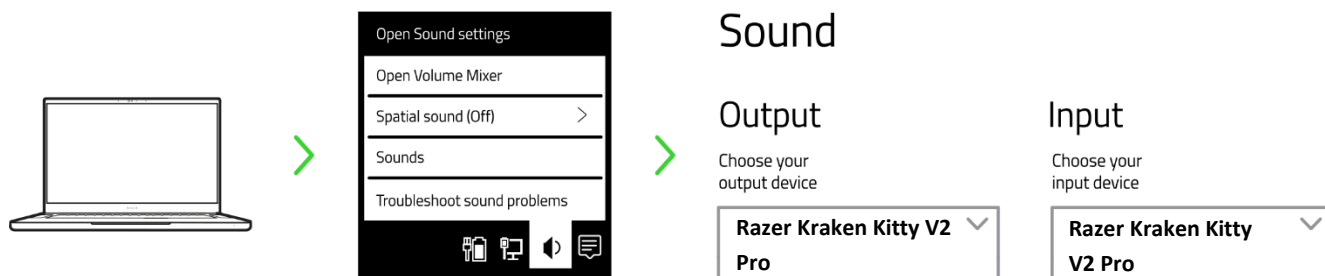 Open Sound settings
Open Volume Mixer
Spatial sound (Off)
Sounds
Troubleshoot sound problems
Sound
Output
Choose your
output device
Razer Kraken Kitty V2
Pro
Input
Choose your
input device
Razer Kraken Kitty
V2 Pro